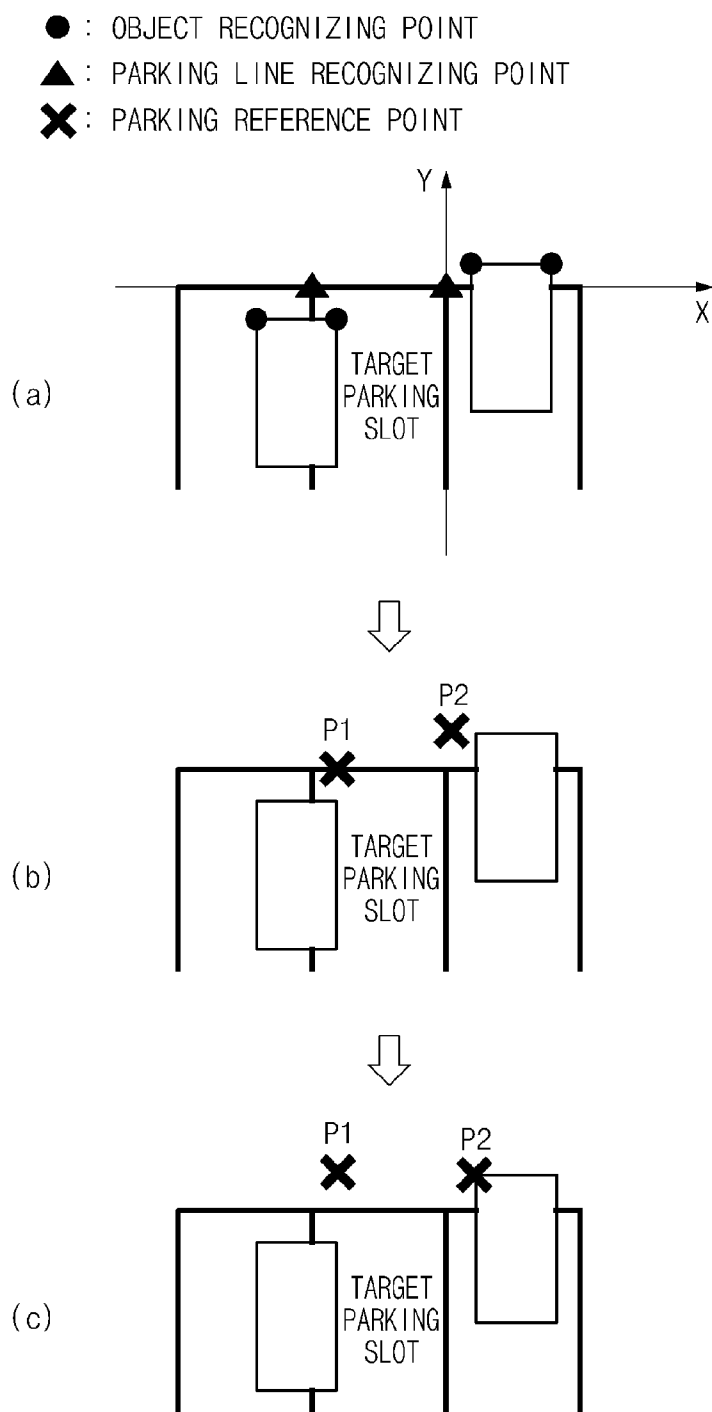 ● : OBJECT RECOGNIZING POINT
▲ : PARKING LINE RECOGNIZING POINT
✖ : PARKING REFERENCE POINT
Y
X
(a)
TARGET
PARKING
SLOT
P2
P1
(b)
TARGET
PARKING
SLOT
P1
P2
(c)
TARGET
PARKING
SLOT